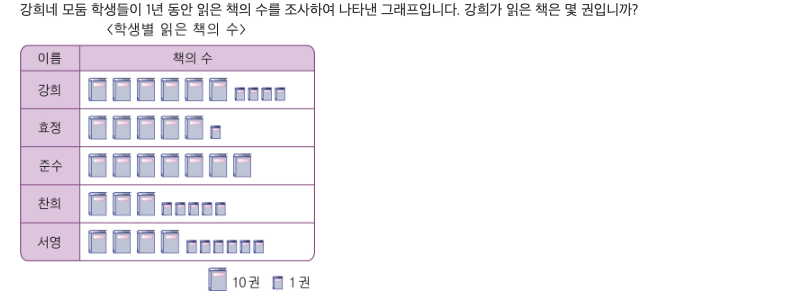 강희네 모둠 학생들이 1년 동안 읽은 책의 수를 조사하여 나타낸 그래프입니다. 강희가 읽은 책은 몇 권입니까?
<학생별 읽은 책의 수>
이름 책의 수
강희
효정
준수
찬희
서영
10권 1권